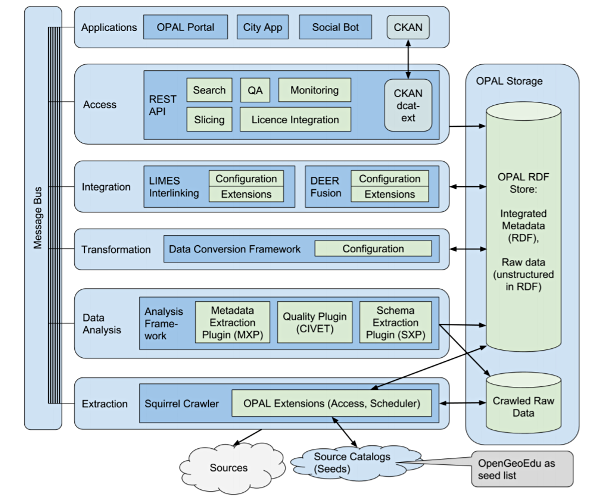 Message Bus
Applications
OPAL Portal
City App
Social Bot
CKAN
Access
REST
API
Search
QA
Monitoring
Slicing
Licence Integration
CKAN
dcat-
ext
Integration
LIMES
Interlinking
Configuration
Extensions
DEER
Fusion
Configuration
Extensions
Transformation
Data Conversion Framework
Configuration
Data
Analysis
Analysis
Frame-
work
Metadata
Extraction
Plugin (MXP)
Quality Plugin
(CIVET)
Schema
Extraction
Plugin (SXP)
Extraction
Squirrel Crawler
OPAL Extensions (Access, Scheduler)
OPAL Storage
OPAL RDF
Store:
Integrated
Metadata
(RDF),
Raw data
(unstructured
in RDF)
Crawled Raw
Data
Sources
Source Catalogs
(Seeds)
OpenGeoEdu as
seed list